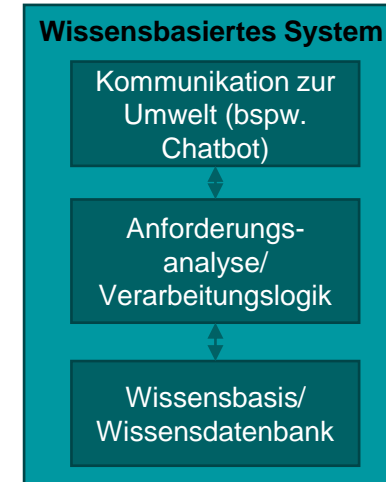 Wissensbasiertes System
Kommunikation zur
Umwelt (bspw.
Chatbot)
Anforderungs-
analyse/
Verarbeitungslogik
Wissensbasis/
Wissensdatenbank